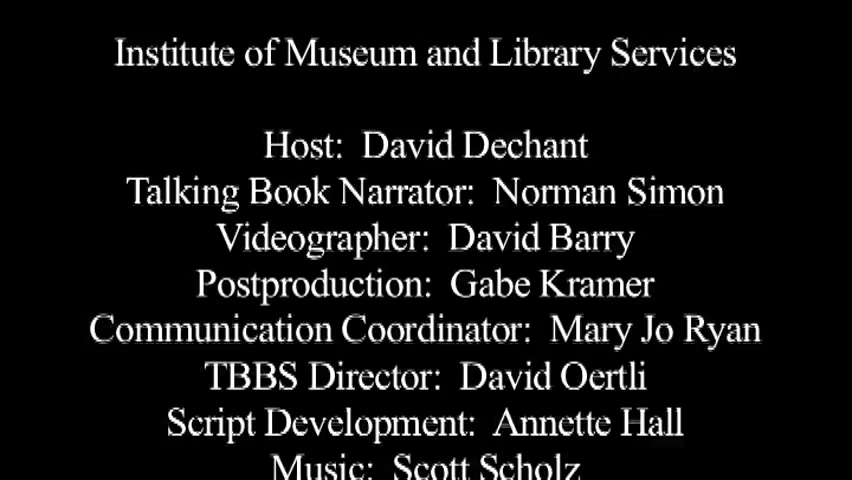 Institute of Museum and Library Services
Host: David Dechant
Talking Book Narrator: Norman Simon
Videographer: David Barry
Postproduction: Gabe Kramer
Communication Coordinator: Mary Jo Ryan
TBBS Director: David Oertli
Script Development: Annette Hall
Music: Scott Scholz